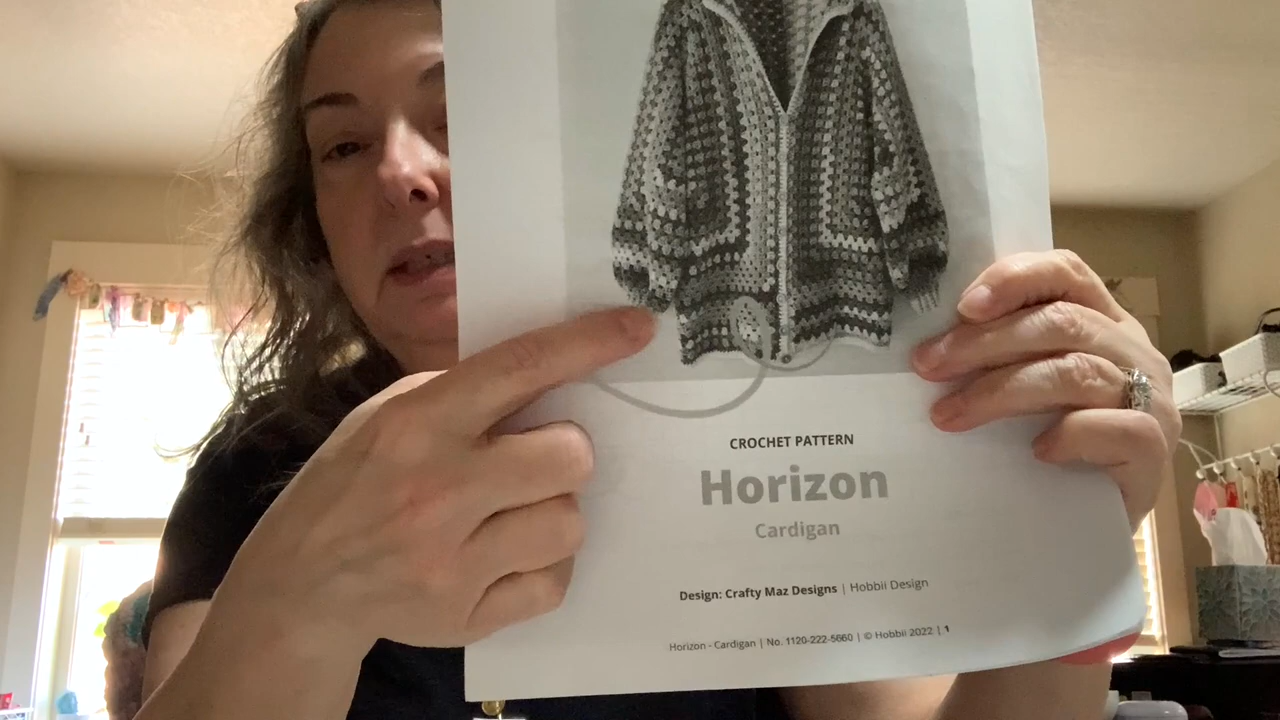 CROCHET PATTERN
Horizon
Cardigan
Design: Crafty Maz Designs | Hobbii Design
Horizon - Cardigan | No. 1120-222-5660 | © Hobbii 2022 | 1